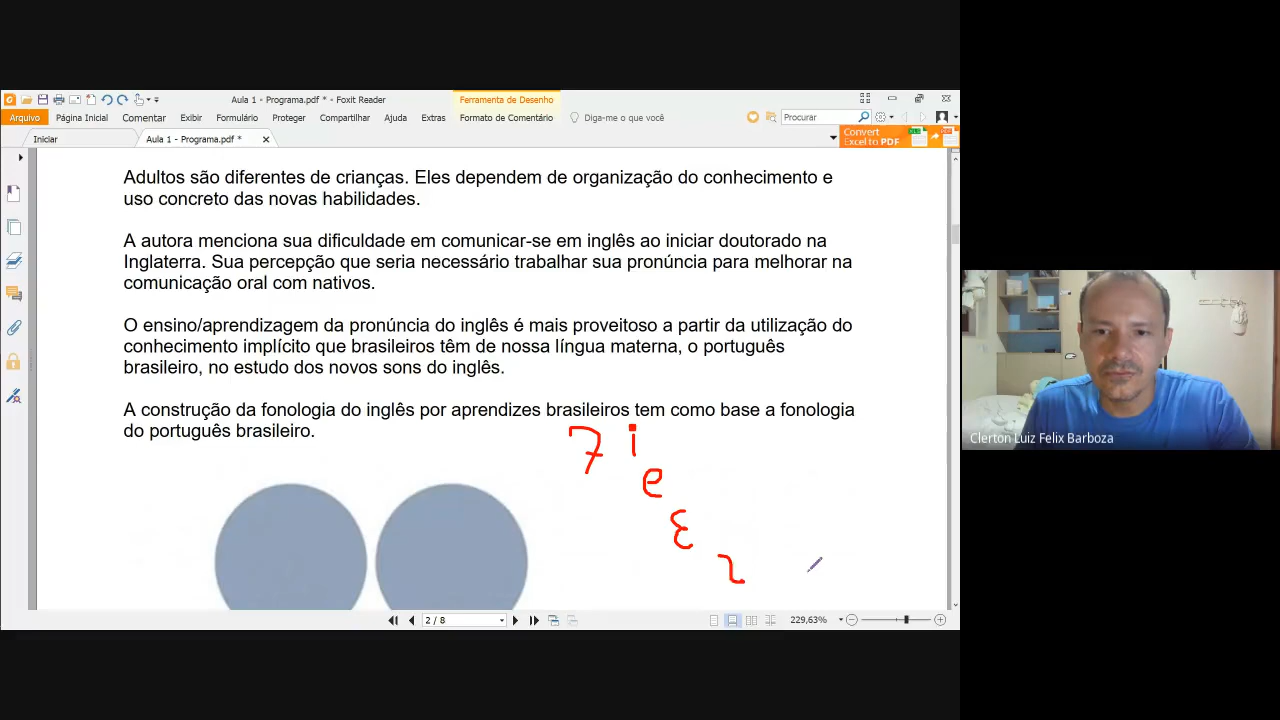 Aula 1 - Programa.pdf * - Foxit Reader
Ferramenta de Desenho
Arquivo
Página Inicial
Comentar
Exibir
Formulário
Proteger
Compartilhar
Ajuda
Extras
Formato de Comentário
Diga-me o que você
Procurar
Iniciar
Aula 1 - Programa.pdf *
Convert
Excel to PDF
Adultos são diferentes de crianças. Eles dependem de organização do conhecimento e
uso concreto das novas habilidades.
A autora menciona sua dificuldade em comunicar-se em inglês ao iniciar doutorado na
Inglaterra. Sua percepção que seria necessário trabalhar sua pronúncia para melhorar na
comunicação oral com nativos.
O ensino/aprendizagem da pronúncia do inglês é mais proveitoso a partir da utilização do
conhecimento implícito que brasileiros têm de nossa língua materna, o português
brasileiro, no estudo dos novos sons do inglês.
A construção da fonologia do inglês por aprendizes brasileiros tem como base a fonologia
do português brasileiro.
7 i
e
ɛ
2 / 8
229,63%
Clerton Luiz Felix Barboza